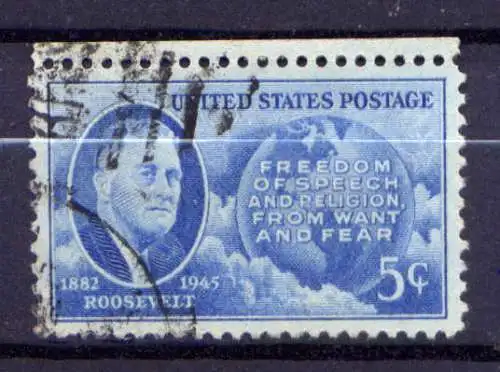 UNITED STATES POSTAGE
FREEDOM
OF SPEECH
AND RELIGION,
FROM WANT
AND FEAR
1882 1945
ROOSEVELT
5¢